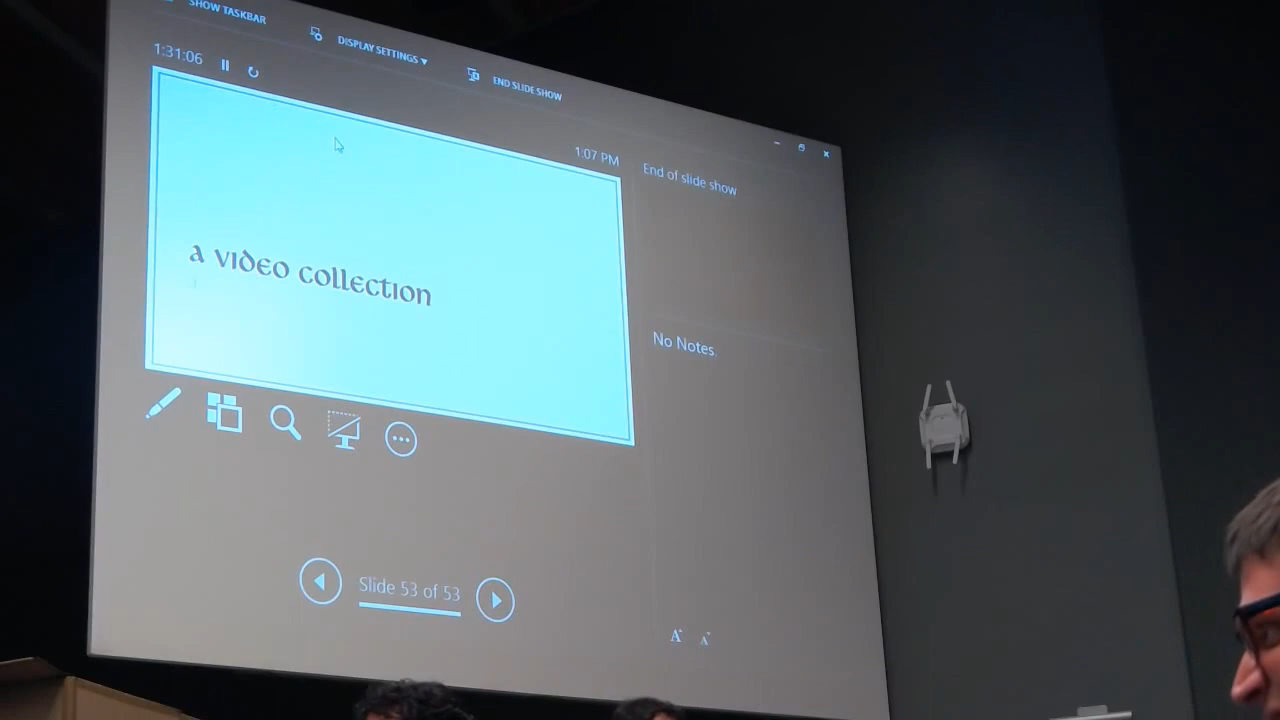 SHOW TASKBAR
DISPLAY SETTINGS ▼
END SLIDE SHOW
1:31:06
1:07 PM
End of slide show
a video collection
No Notes.
Slide 53 of 53
A A